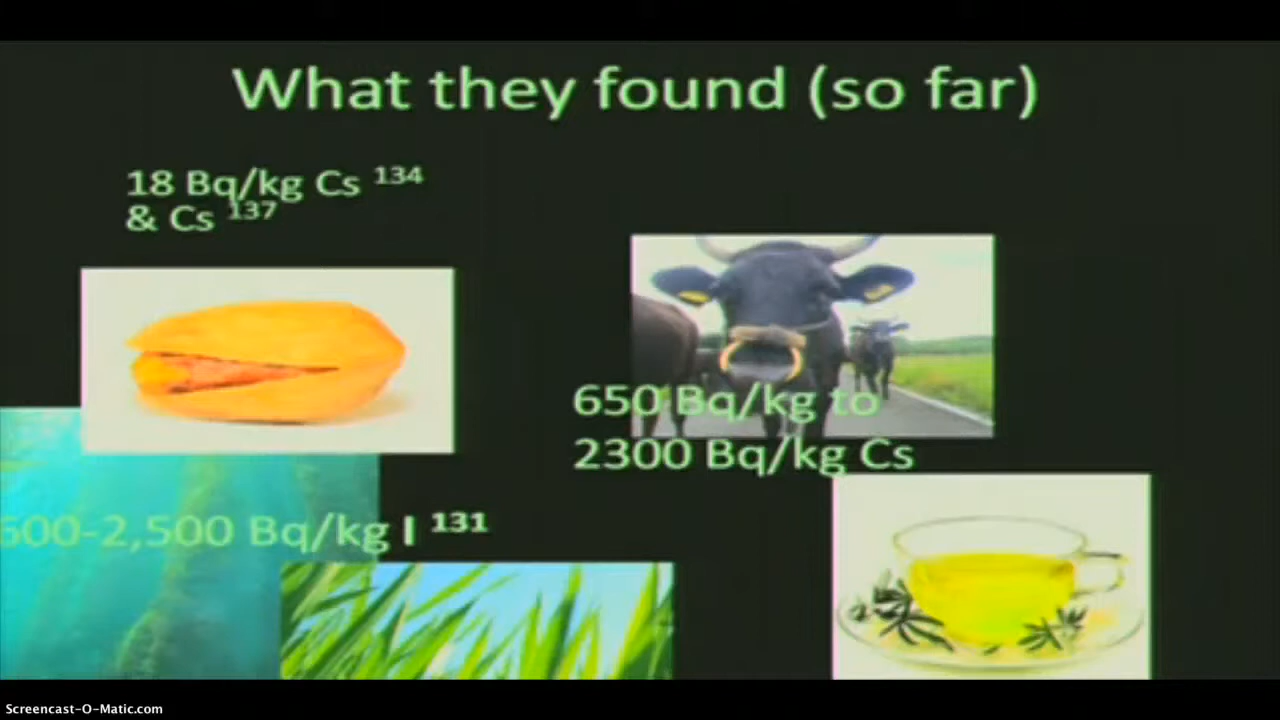 What they found (so far)
18 Bq/kg Cs ¹³⁴
& Cs ¹³⁷
650 Bq/kg to
2300 Bq/kg Cs
600-2,500 Bq/kg I ¹³¹
Screencast-O-Matic.com